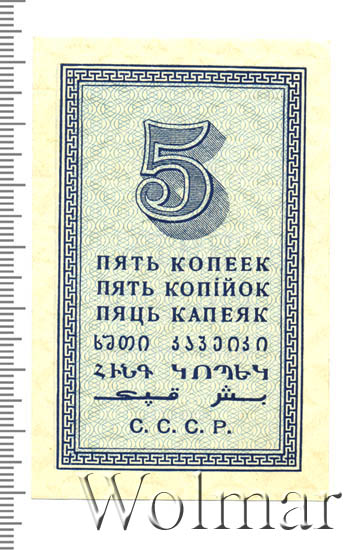 5
ПЯТЬ КОПЕЕК
ПЯТЬ КОПІЙОК
ПЯЦЬ КАПЕЯК
ხუთი კაპეიკი
ՀԻՆԳ ԿՈՊԵԿ
بش قپك
С.С.С.Р.
Wolmar